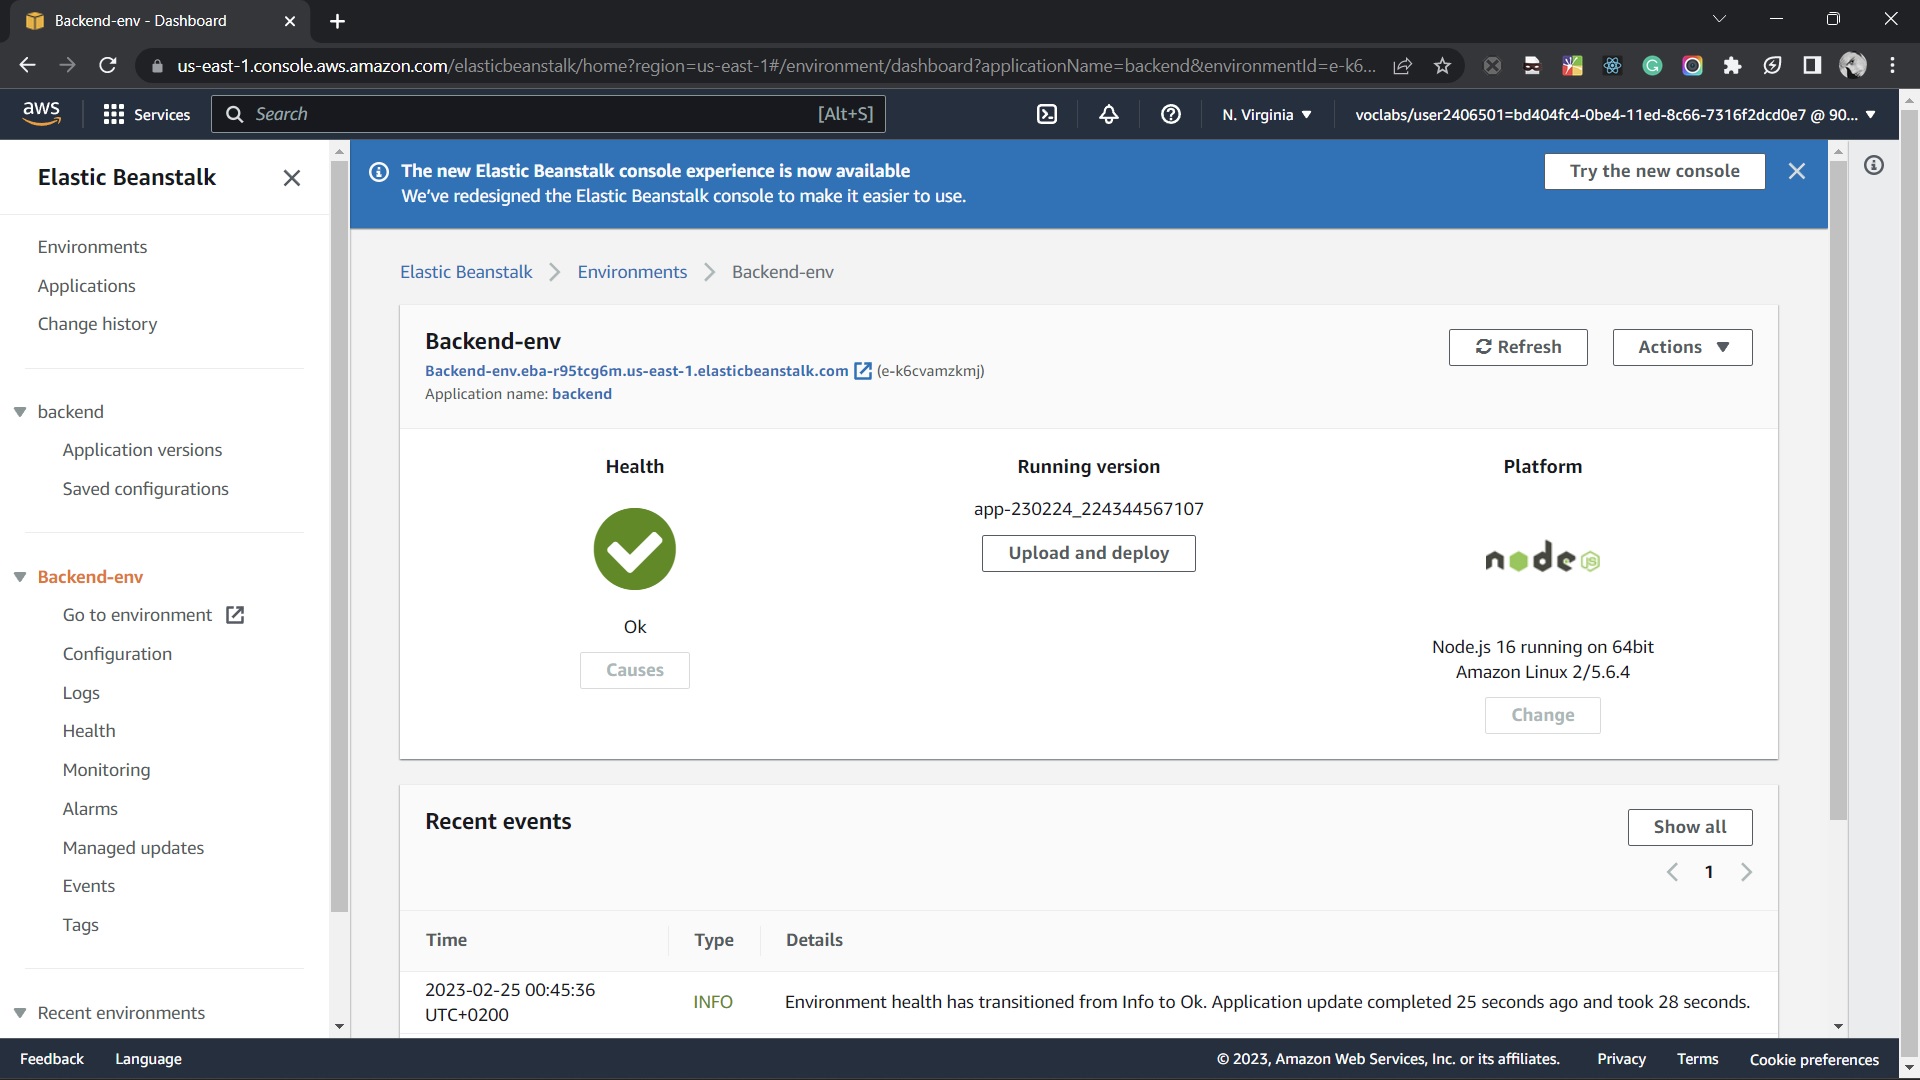 Backend-env - Dashboard
us-east-1.console.aws.amazon.com/elasticbeanstalk/home?region=us-east-1#/environment/dashboard?applicationName=backend&environmentId=e-k6...
aws
Services
Search
[Alt+S]
N. Virginia
voclabs/user2406501=bd404fc4-0be4-11ed-8c66-7316f2dcd0e7 @ 90...
Elastic Beanstalk
Environments
Applications
Change history
backend
Application versions
Saved configurations
Backend-env
Go to environment
Configuration
Logs
Health
Monitoring
Alarms
Managed updates
Events
Tags
Recent environments
The new Elastic Beanstalk console experience is now available
We've redesigned the Elastic Beanstalk console to make it easier to use.
Try the new console
Elastic Beanstalk
Environments
Backend-env
Backend-env
Backend-env.eba-r95tcg6m.us-east-1.elasticbeanstalk.com (e-k6cvamzkmj)
Application name: backend
Refresh
Actions
Health
Ok
Causes
Running version
app-230224_224344567107
Upload and deploy
Platform
node JS
Node.js 16 running on 64bit
Amazon Linux 2/5.6.4
Change
Recent events
Show all
1
Time
Type
Details
2023-02-25 00:45:36
UTC+0200
INFO
Environment health has transitioned from Info to Ok. Application update completed 25 seconds ago and took 28 seconds.
Feedback
Language
© 2023, Amazon Web Services, Inc. or its affiliates.
Privacy
Terms
Cookie preferences